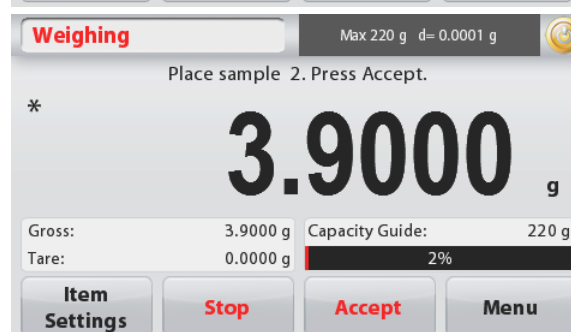 Weighing
Max 220 g d= 0.0001 g
Place sample 2. Press Accept.
*
3.9000 g
Gross: 3.9000 g Capacity Guide: 220 g
Tare: 0.0000 g 2%
Item Settings Stop Accept Menu